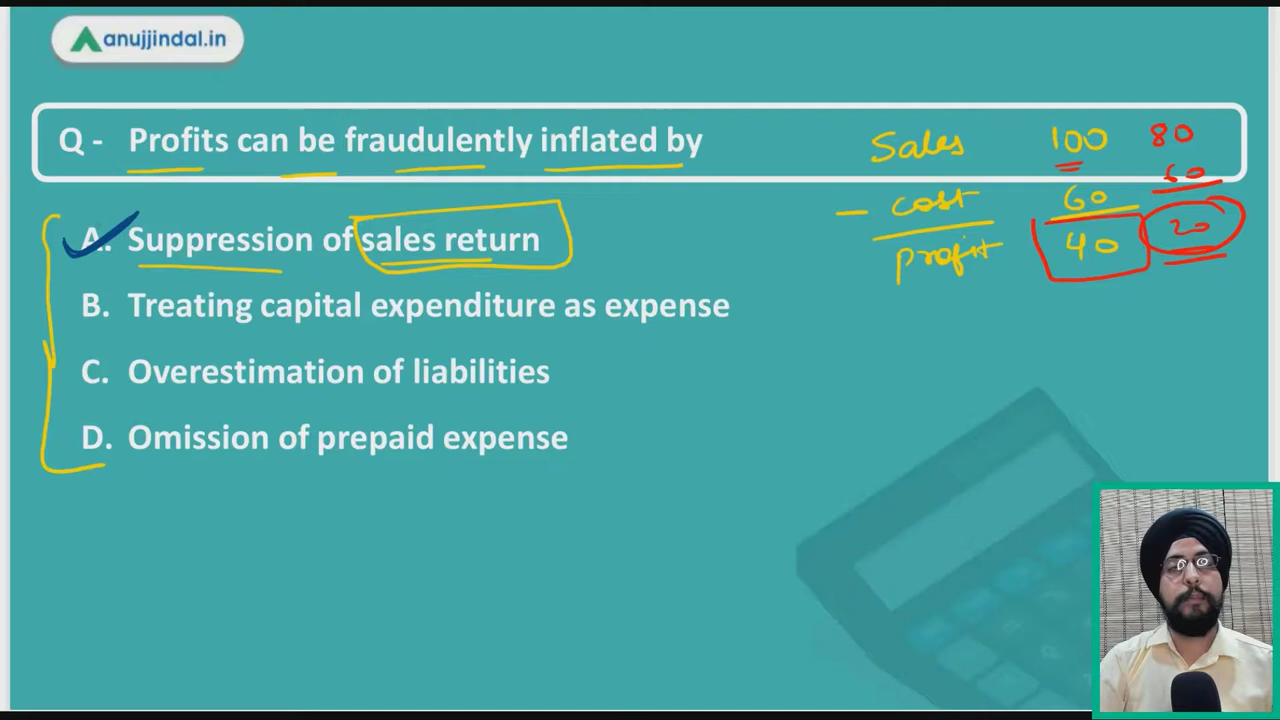 anujjindal.in
Q - Profits can be fraudulently inflated by
A. Suppression of sales return
B. Treating capital expenditure as expense
C. Overestimation of liabilities
D. Omission of prepaid expense
Sales 100 80
- cost 60 60
profit 40 20